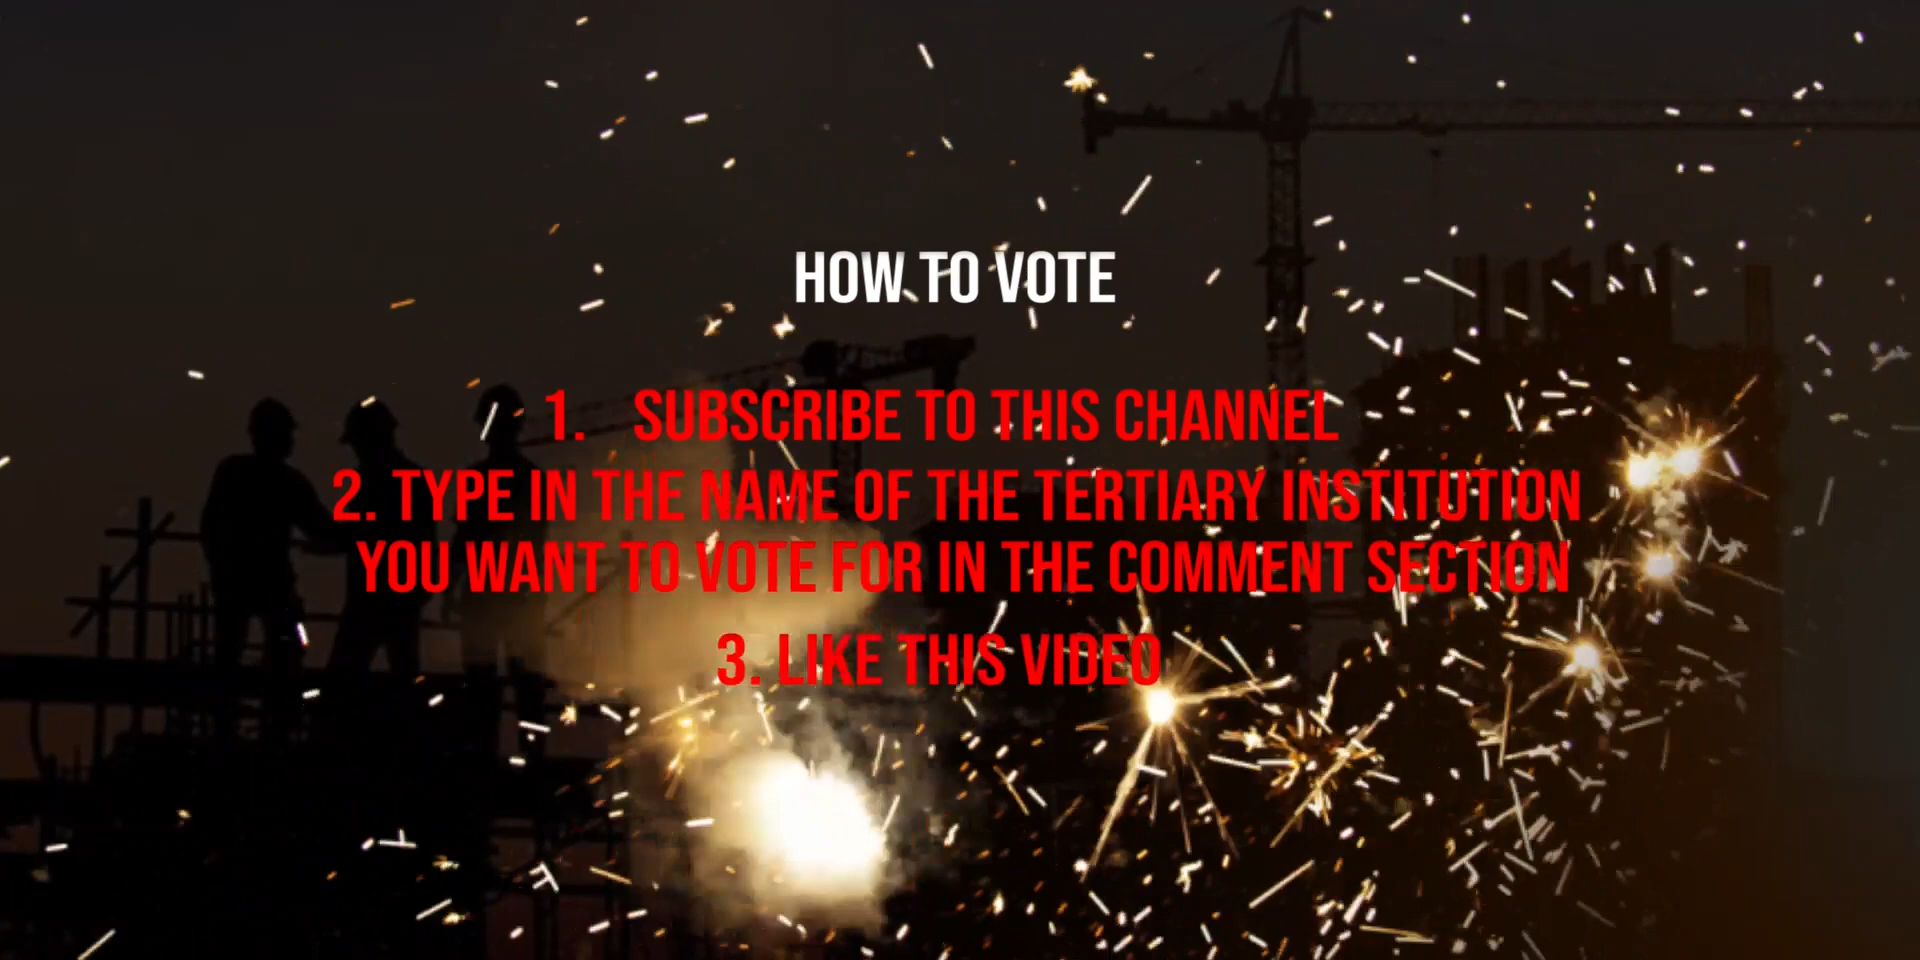 HOW TO VOTE
1. SUBSCRIBE TO THIS CHANNEL
2. TYPE IN THE NAME OF THE TERTIARY INSTITUTION
YOU WANT TO VOTE FOR IN THE COMMENT SECTION
3. LIKE THIS VIDEO